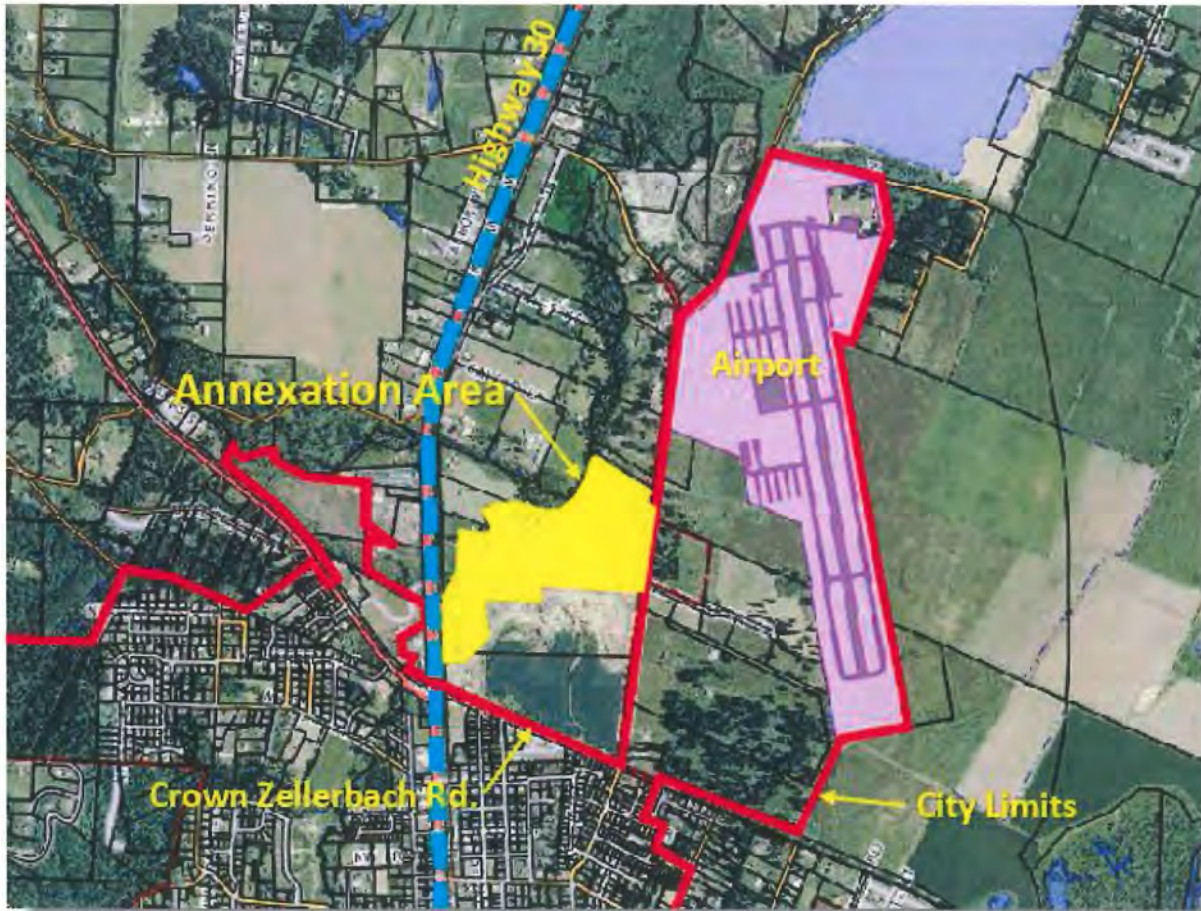 Highway 30
Annexation Area
Airport
Crown Zellerbach Rd.
City Limits